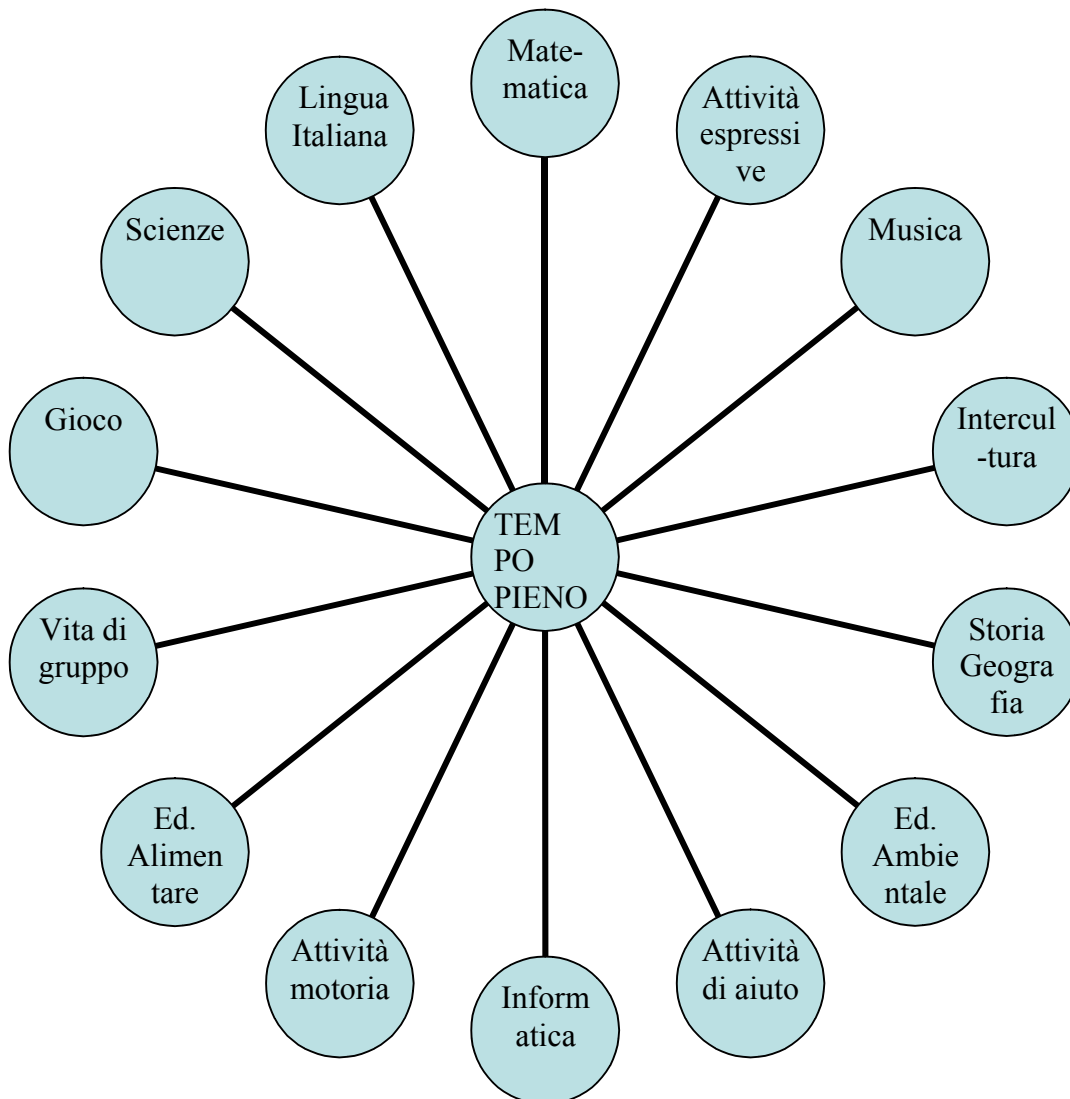 Mate-
matica
Attività
espressi
ve
Musica
Intercul
-tura
Storia
Geogra
fia
Ed.
Ambie
ntale
Attività
di aiuto
Inform
atica
Attività
motoria
Ed.
Alimen
tare
Vita di
gruppo
Gioco
Scienze
Lingua
Italiana
TEM
PO
PIENO